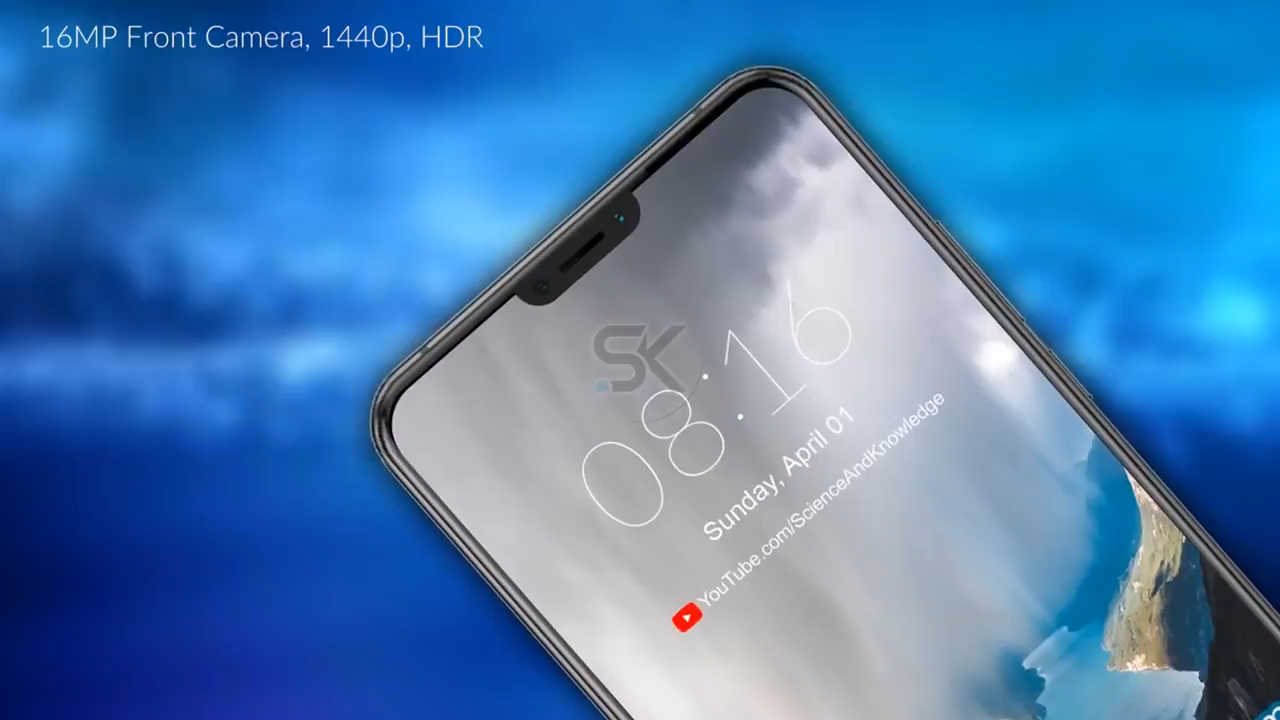 16MP Front Camera, 1440p, HDR
SK
08:16
Sunday, April 01
YouTube.com/ScienceAndKnowledge